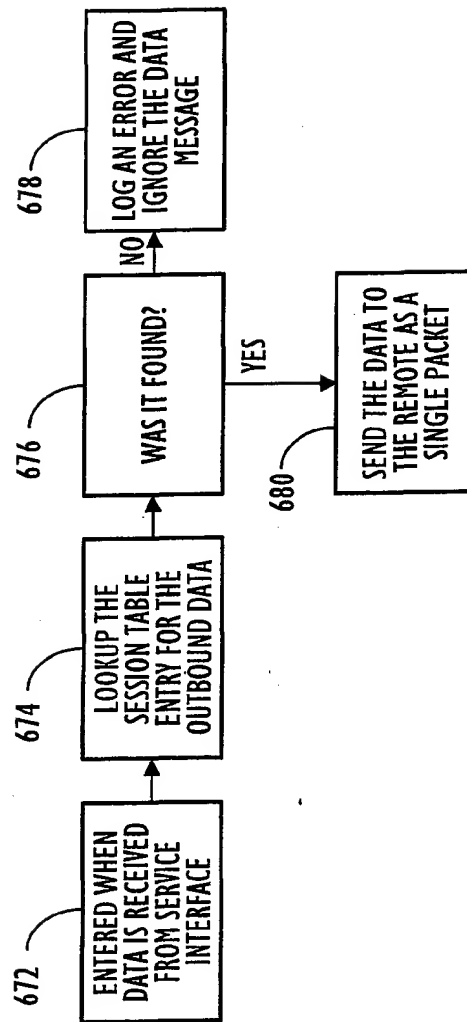 672
ENTERED WHEN
DATA IS RECEIVED
FROM SERVICE
INTERFACE
674
LOOKUP THE
SESSION TABLE
ENTRY FOR THE
OUTBOUND DATA
676
WAS IT FOUND?
NO
678
LOG AN ERROR AND
IGNORE THE DATA
MESSAGE
YES
680
SEND THE DATA TO
THE REMOTE AS A
SINGLE PACKET